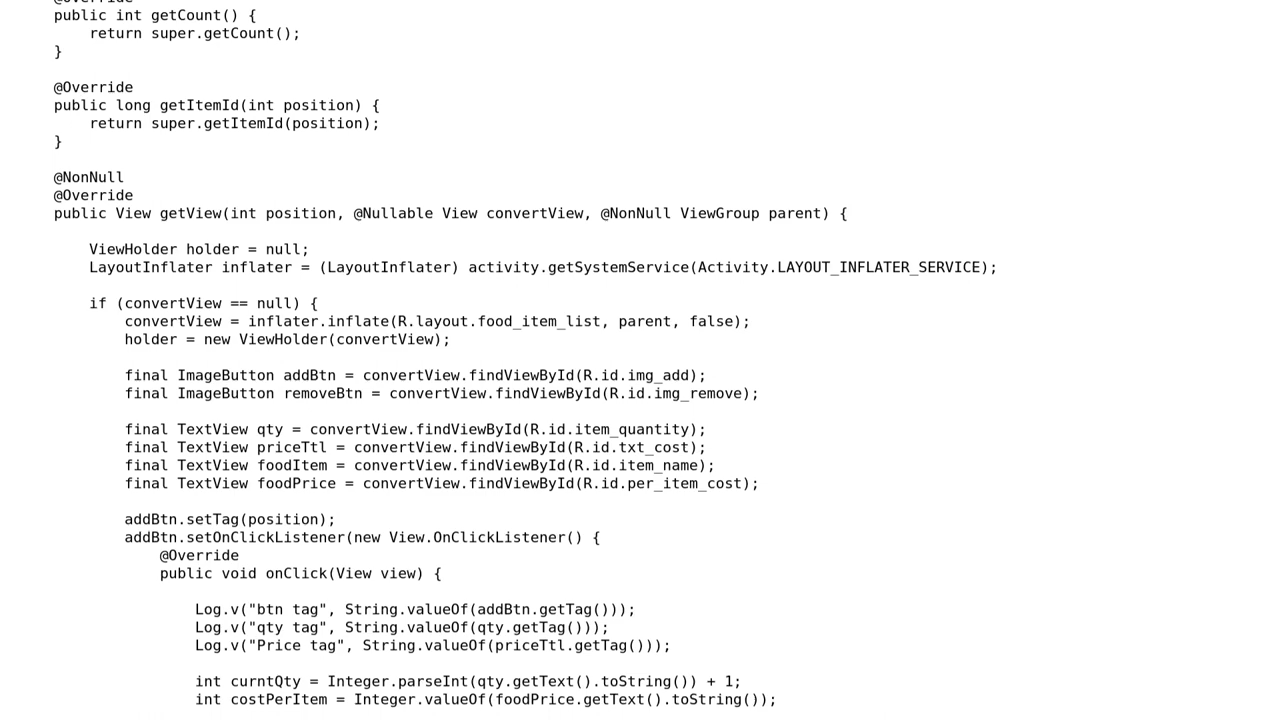 @Override
public int getCount() {
    return super.getCount();
}

@Override
public long getItemId(int position) {
    return super.getItemId(position);
}

@NonNull
@Override
public View getView(int position, @Nullable View convertView, @NonNull ViewGroup parent) {

    ViewHolder holder = null;
    LayoutInflater inflater = (LayoutInflater) activity.getSystemService(Activity.LAYOUT_INFLATER_SERVICE);

    if (convertView == null) {
        convertView = inflater.inflate(R.layout.food_item_list, parent, false);
        holder = new ViewHolder(convertView);

        final ImageButton addBtn = convertView.findViewById(R.id.img_add);
        final ImageButton removeBtn = convertView.findViewById(R.id.img_remove);

        final TextView qty = convertView.findViewById(R.id.item_quantity);
        final TextView priceTtl = convertView.findViewById(R.id.txt_cost);
        final TextView foodItem = convertView.findViewById(R.id.item_name);
        final TextView foodPrice = convertView.findViewById(R.id.per_item_cost);

        addBtn.setTag(position);
        addBtn.setOnClickListener(new View.OnClickListener() {
            @Override
            public void onClick(View view) {

                Log.v("btn tag", String.valueOf(addBtn.getTag()));
                Log.v("qty tag", String.valueOf(qty.getTag()));
                Log.v("Price tag", String.valueOf(priceTtl.getTag()));

                int curntQty = Integer.parseInt(qty.getText().toString()) + 1;
                int costPerItem = Integer.valueOf(foodPrice.getText().toString());